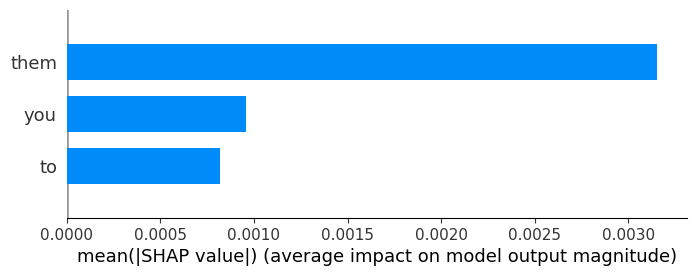 them
you
to
0.0000 0.0005 0.0010 0.0015 0.0020 0.0025 0.0030
mean(|SHAP value|) (average impact on model output magnitude)